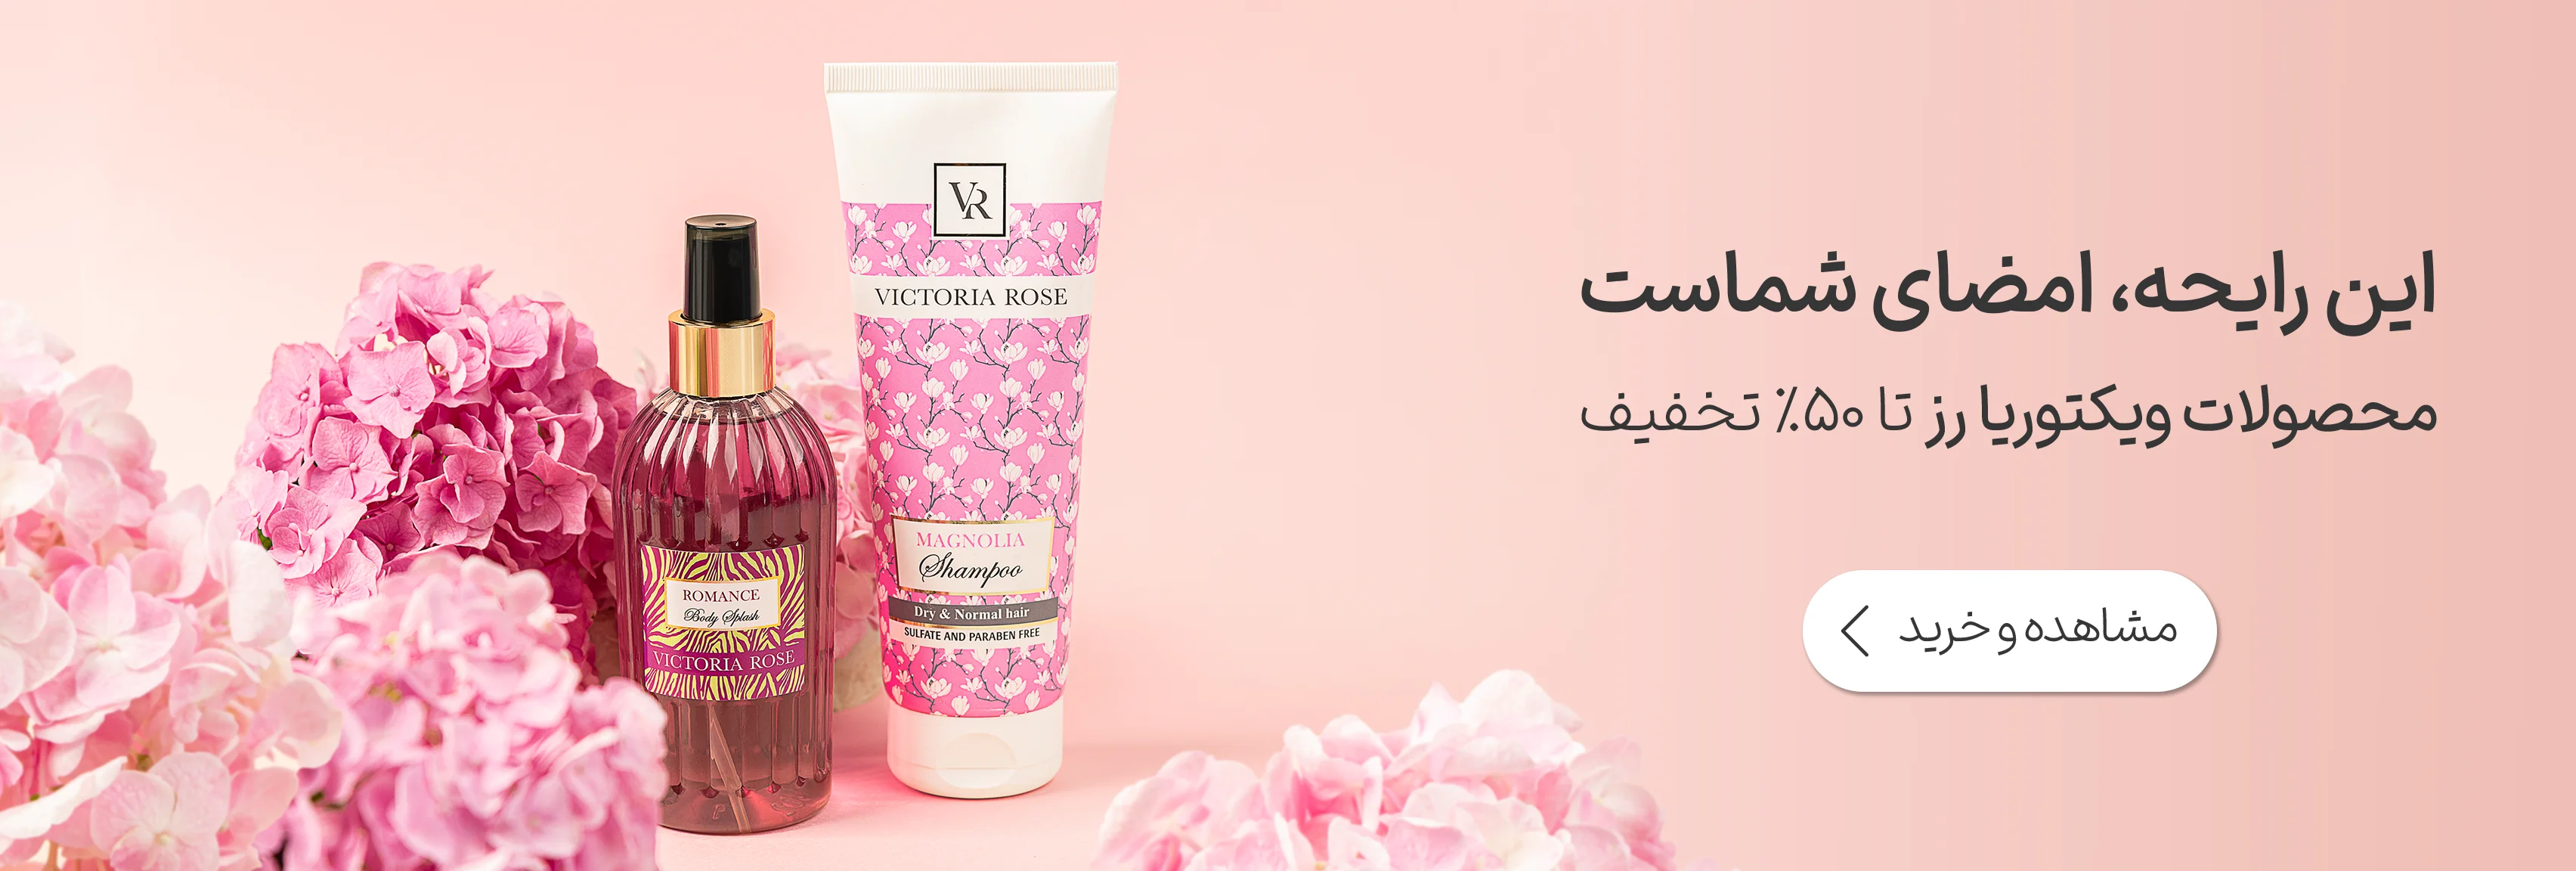 این رایحه، امضای شماست
محصولات ویکتوریا رز تا ۵۰٪ تخفیف
مشاهده و خرید
VR
VICTORIA ROSE
MAGNOLIA
Shampoo
Dry & Normal hair
SULFATE AND PARABEN FREE
ROMANCE
Body Splash
VICTORIA ROSE